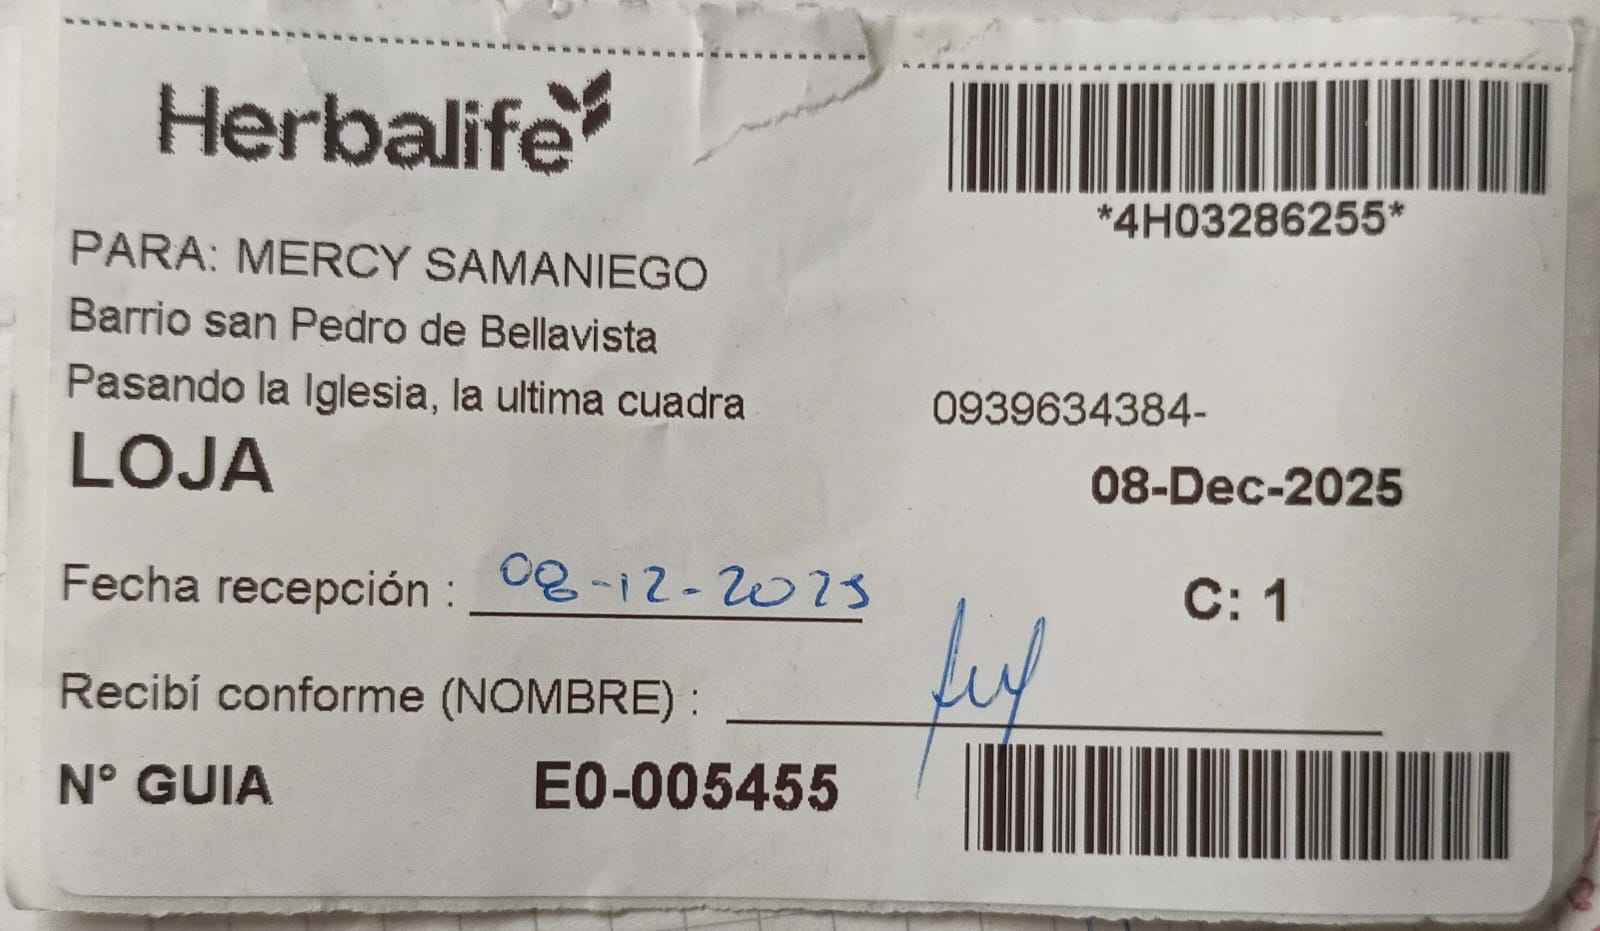 Herbalife
*4H03286255*
PARA: MERCY SAMANIEGO
Barrio san Pedro de Bellavista
Pasando la Iglesia, la ultima cuadra 0939634384-
LOJA
08-Dec-2025
Fecha recepción : 08-12-2025
C: 1
Recibí conforme (NOMBRE) :
N° GUIA E0-005455